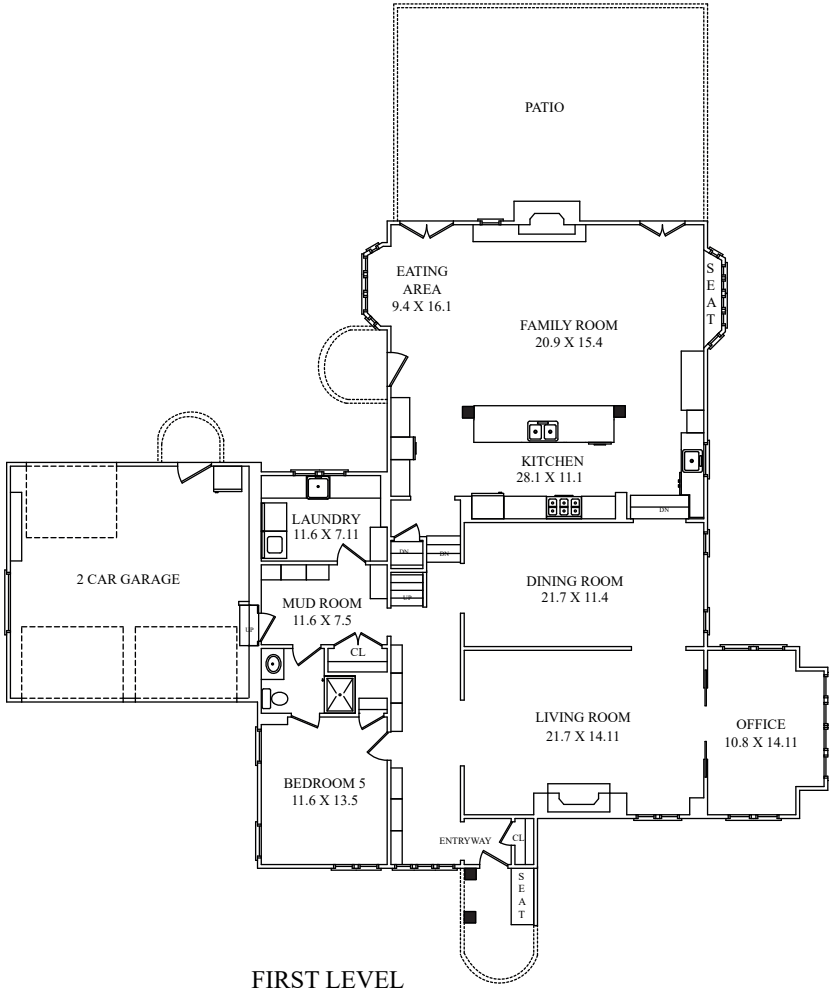 PATIO
EATING
AREA
9.4 X 16.1
SEAT
FAMILY ROOM
20.9 X 15.4
KITCHEN
28.1 X 11.1
LAUNDRY
11.6 X 7.11
DN
DN
DN
2 CAR GARAGE
DINING ROOM
21.7 X 11.4
MUD ROOM
11.6 X 7.5
UP
UP
CL
LIVING ROOM
21.7 X 14.11
OFFICE
10.8 X 14.11
BEDROOM 5
11.6 X 13.5
ENTRYWAY
CL
SEAT
FIRST LEVEL